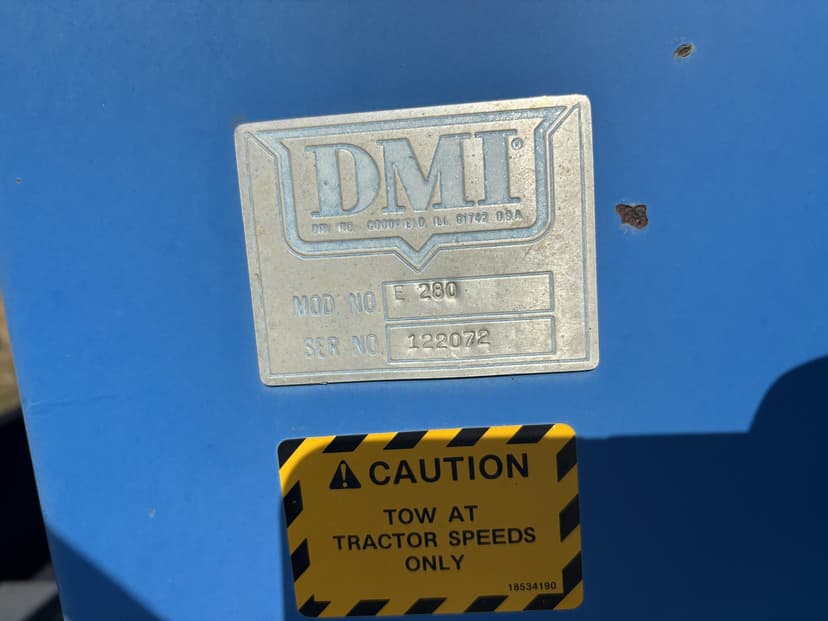 DMI®
DMI INC. GOODFIELD, ILL. 61742 U.S.A.
MOD. NO. E 280
SER. NO. 122072
CAUTION
TOW AT
TRACTOR SPEEDS
ONLY
18534190